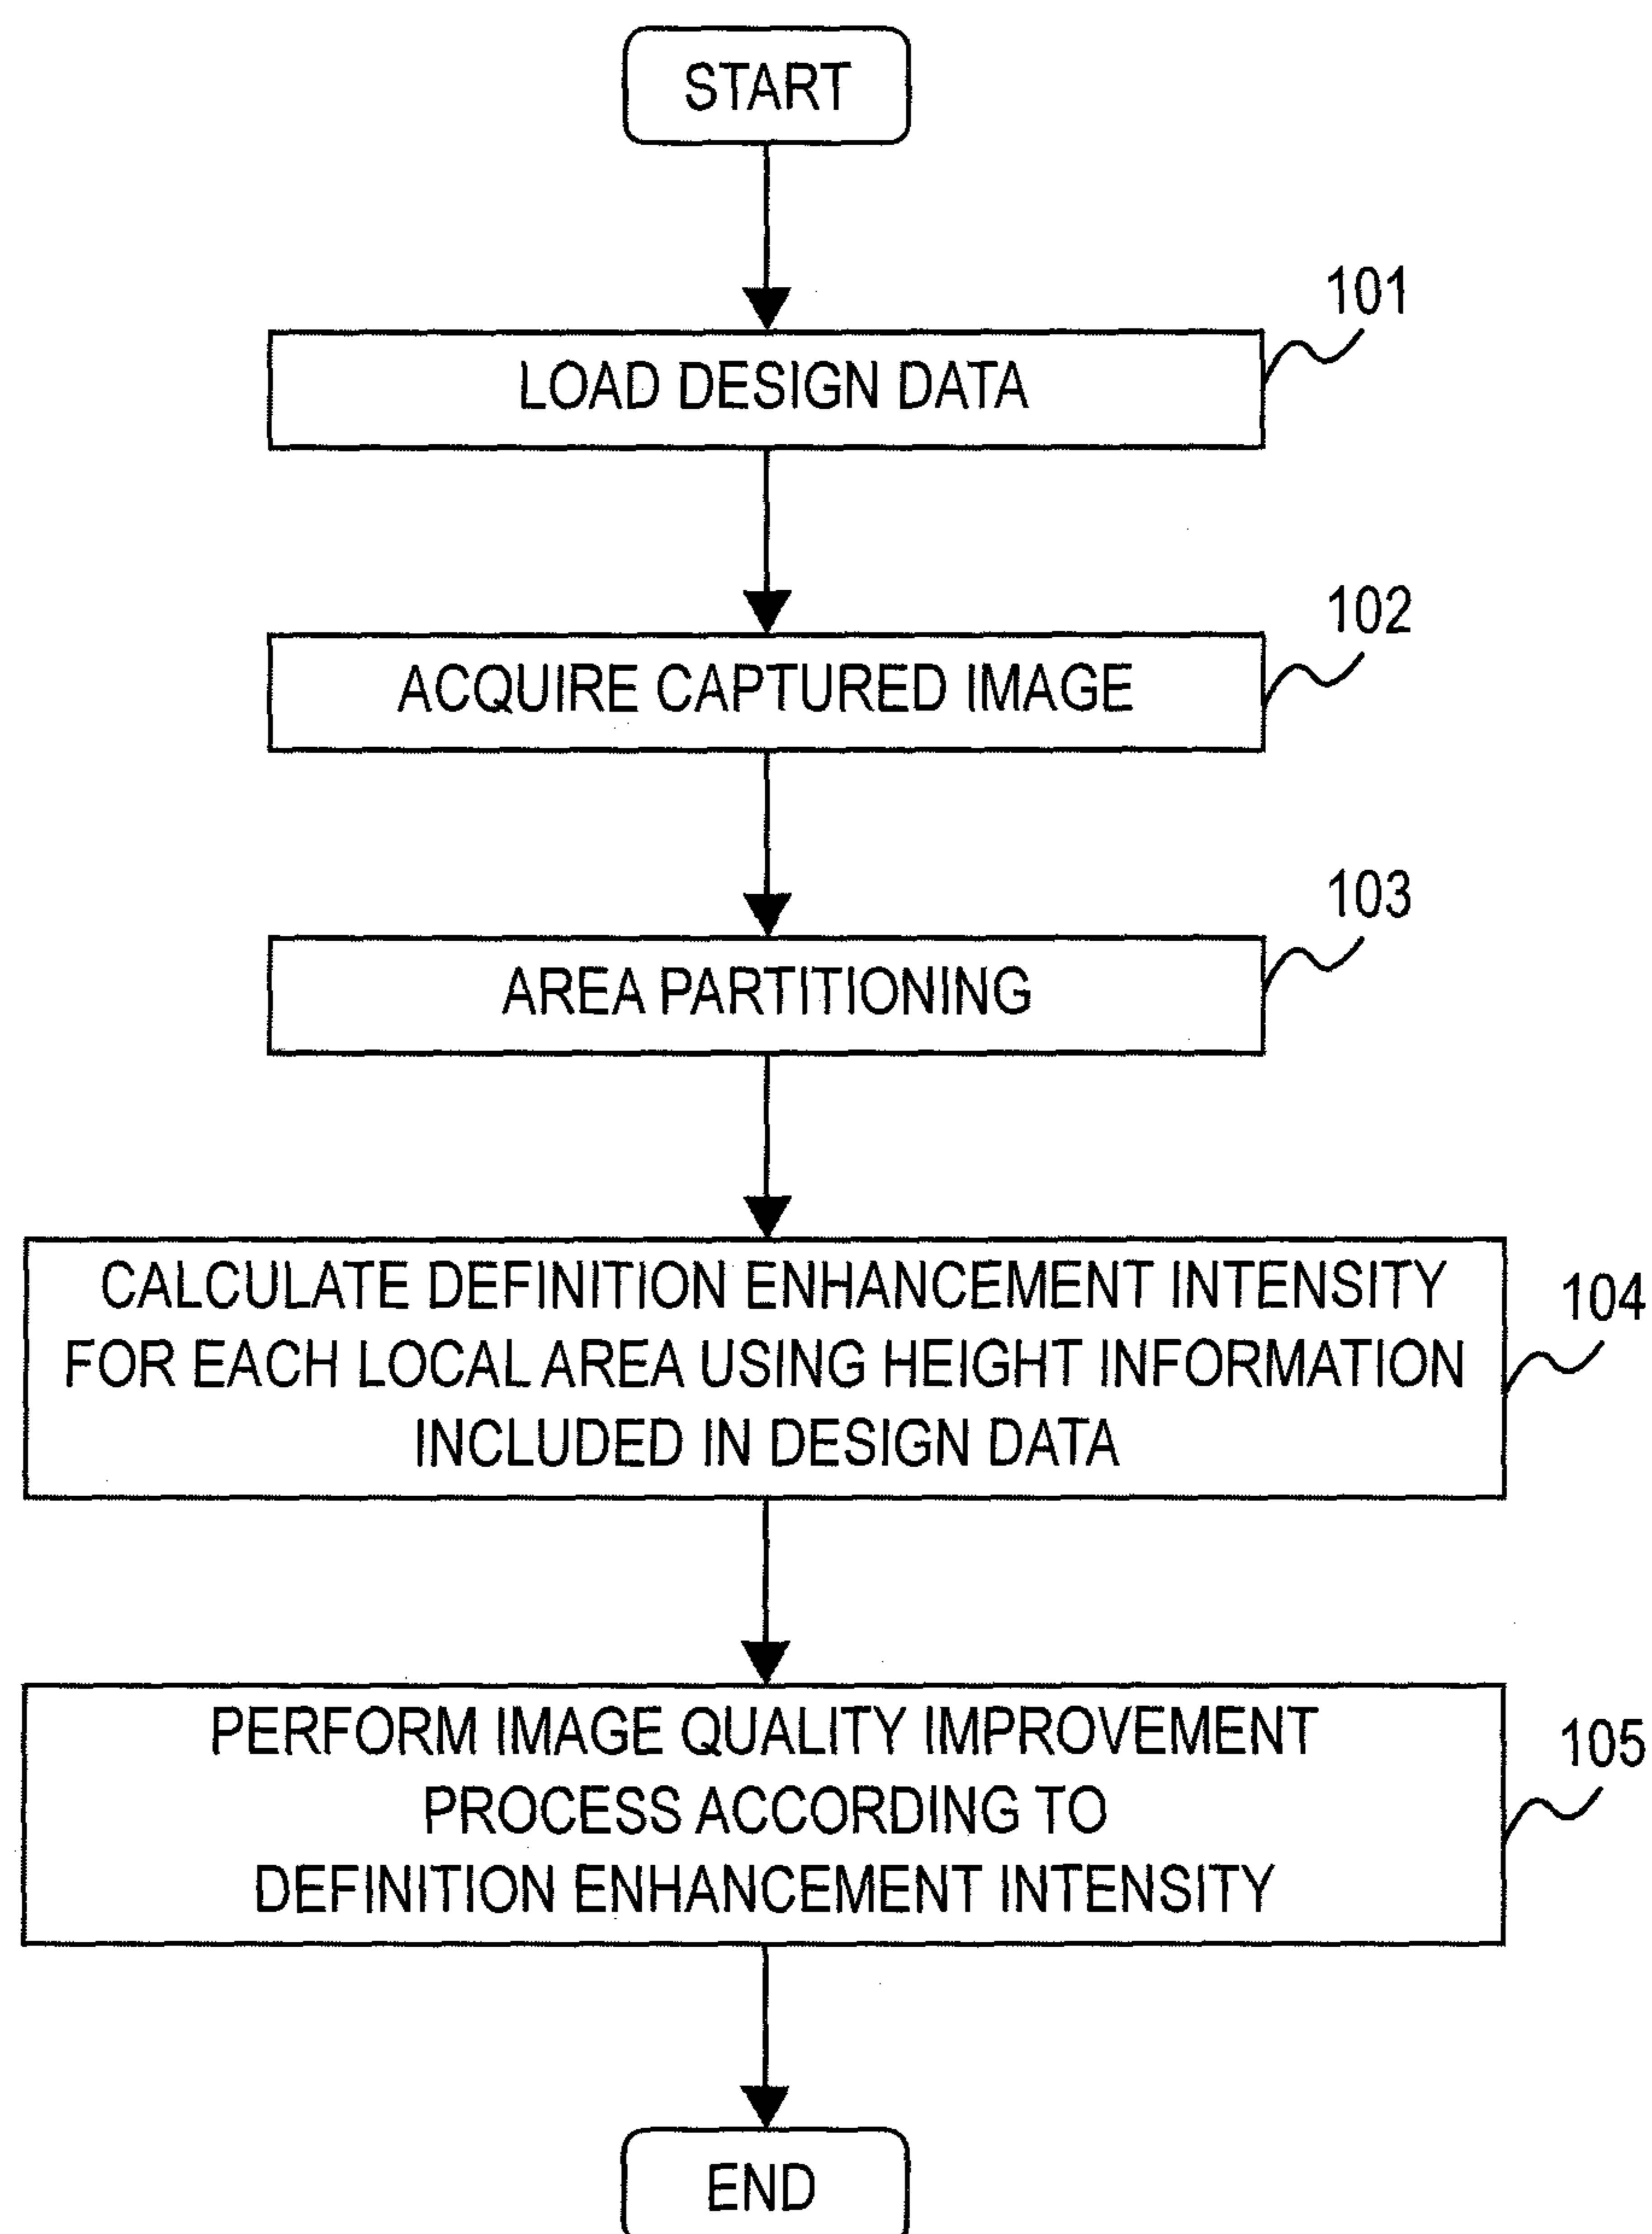 START
101
LOAD DESIGN DATA
102
ACQUIRE CAPTURED IMAGE
103
AREA PARTITIONING
CALCULATE DEFINITION ENHANCEMENT INTENSITY
FOR EACH LOCAL AREA USING HEIGHT INFORMATION
INCLUDED IN DESIGN DATA
104
PERFORM IMAGE QUALITY IMPROVEMENT
PROCESS ACCORDING TO
DEFINITION ENHANCEMENT INTENSITY
105
END